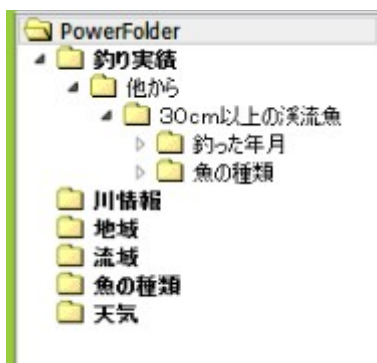 PowerFolder
釣り実績
他から
30cm以上の渓流魚
釣った年月
魚の種類
川情報
地域
流域
魚の種類
天気